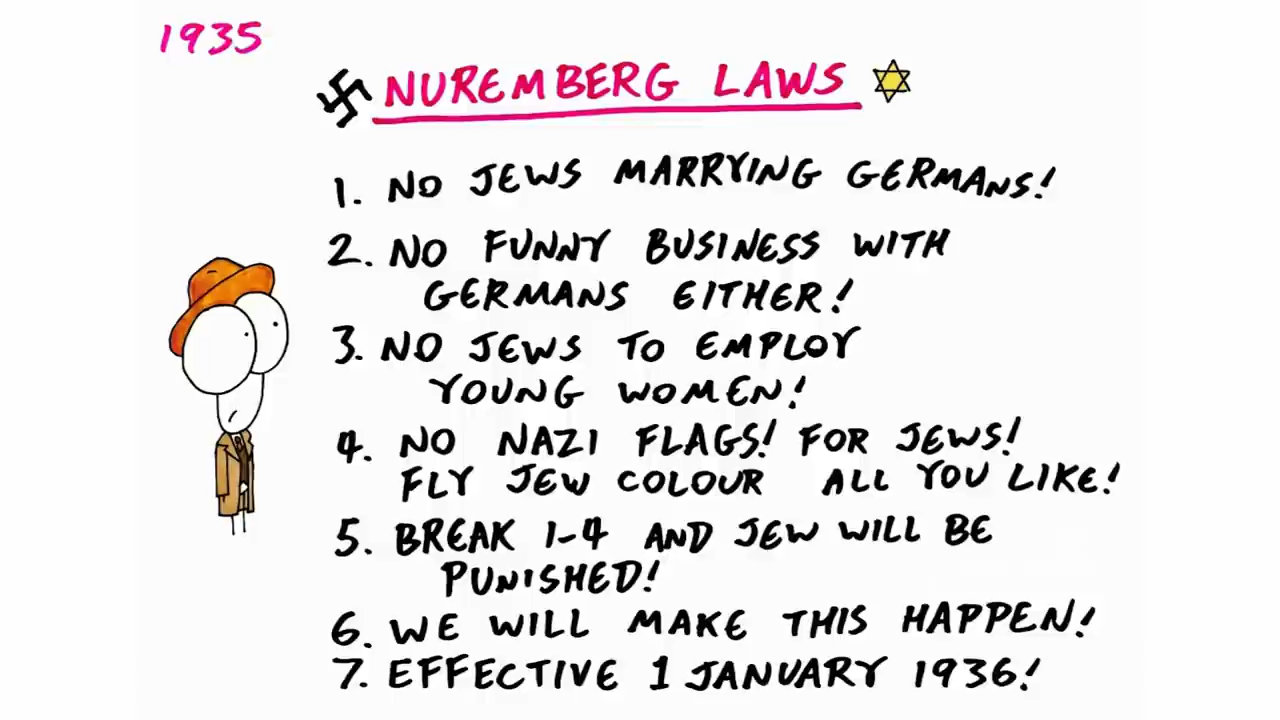 1935
NUREMBERG LAWS
1. NO JEWS MARRYING GERMANS!
2. NO FUNNY BUSINESS WITH
GERMANS EITHER!
3. NO JEWS TO EMPLOY
YOUNG WOMEN!
4. NO NAZI FLAGS! FOR JEWS!
FLY JEW COLOUR ALL YOU LIKE!
5. BREAK 1-4 AND JEW WILL BE
PUNISHED!
6. WE WILL MAKE THIS HAPPEN!
7. EFFECTIVE 1 JANUARY 1936!